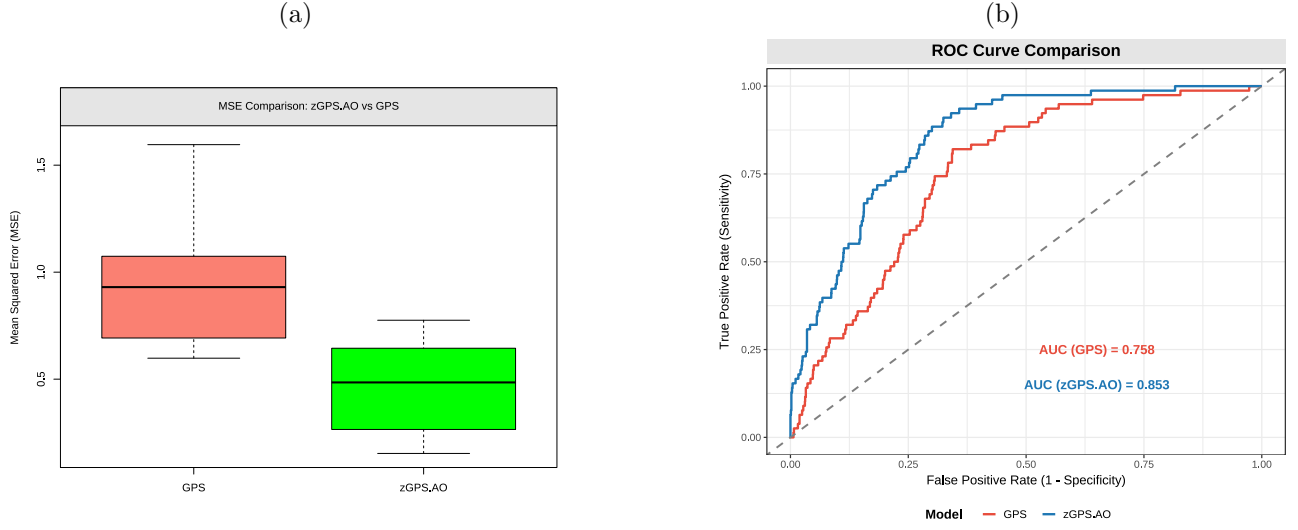 (a)
MSE Comparison: zGPS.AO vs GPS
Mean Squared Error (MSE)
1.5
1.0
0.5
GPS
zGPS.AO
(b)
ROC Curve Comparison
True Positive Rate (Sensitivity)
1.00
0.75
0.50
0.25
0.00
AUC (GPS) = 0.758
AUC (zGPS.AO) = 0.853
0.00
0.25
0.50
0.75
1.00
False Positive Rate (1 - Specificity)
Model
GPS
zGPS.AO